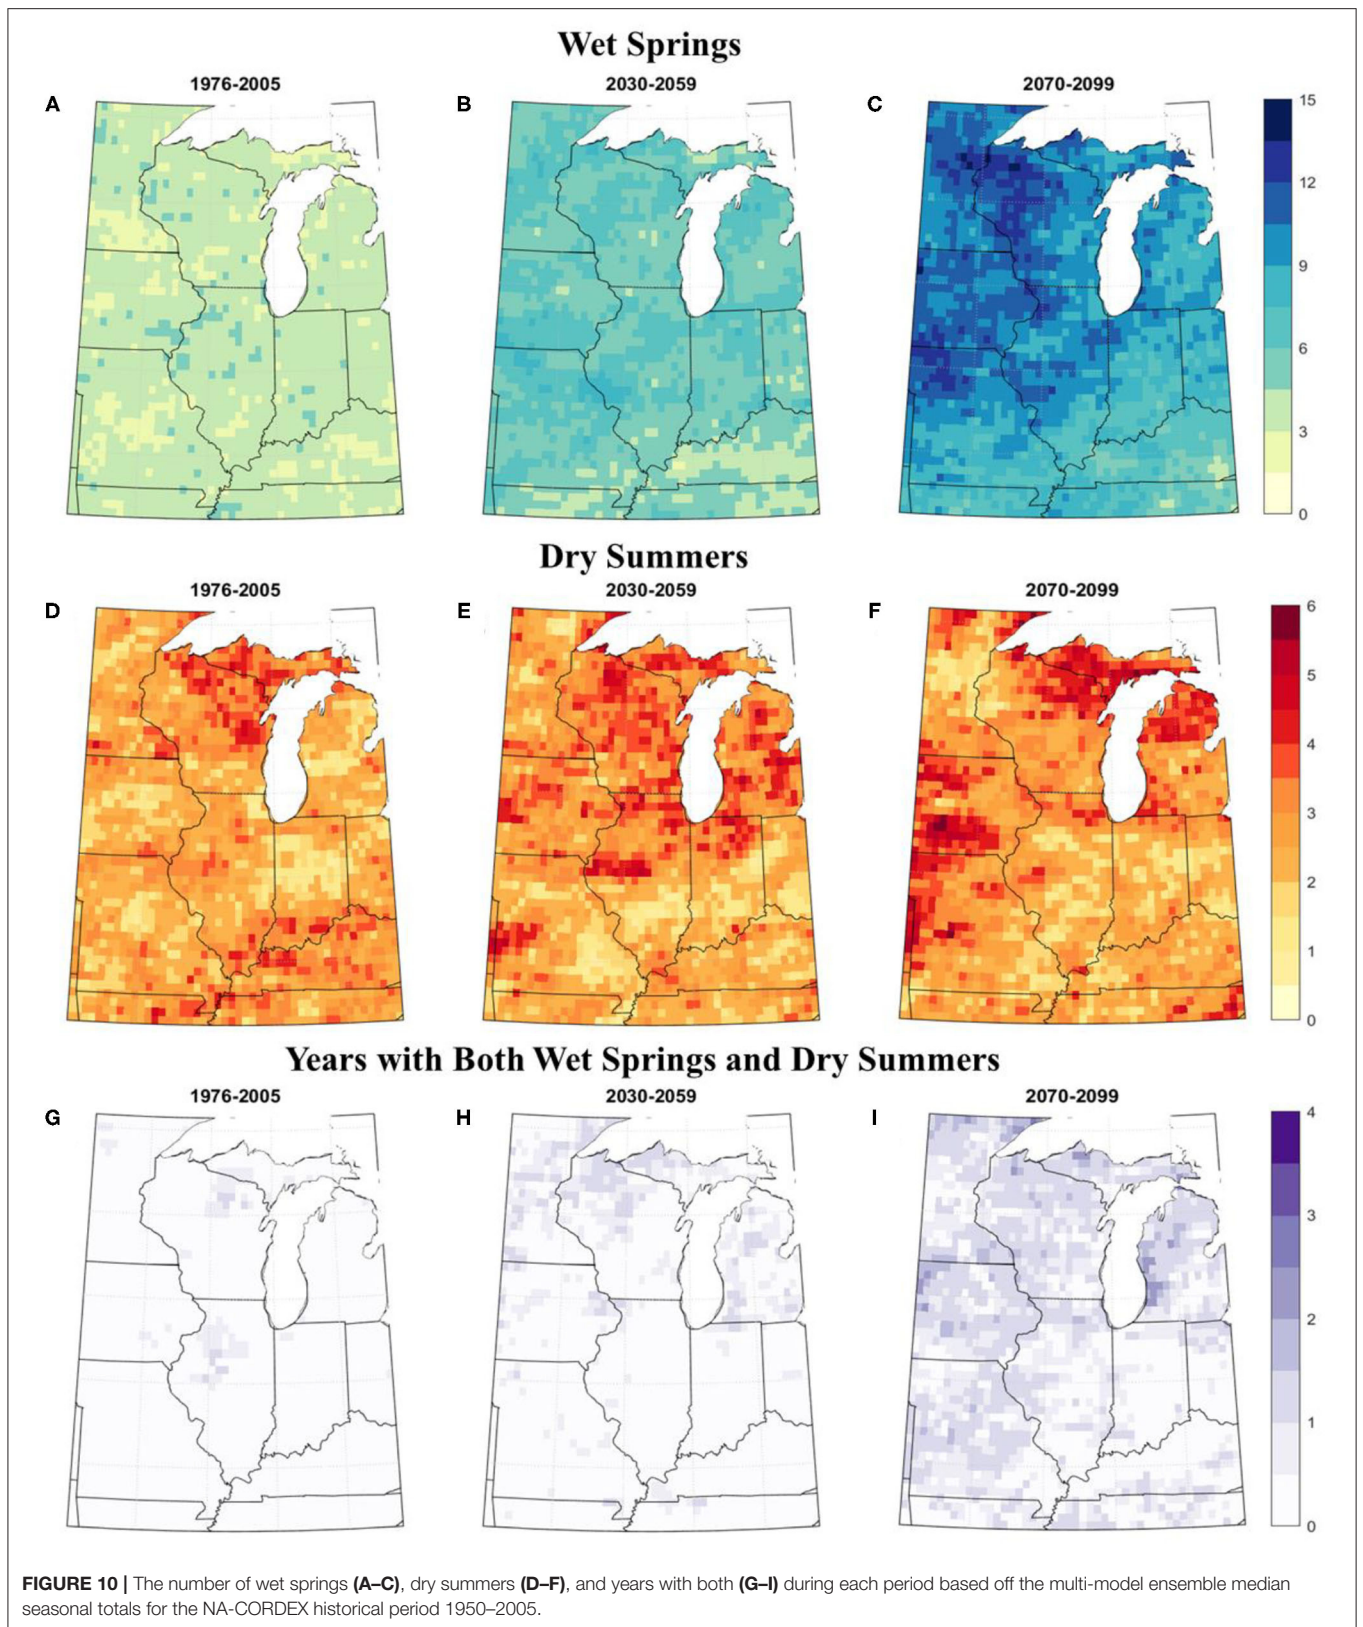 Wet Springs
1976-2005 2030-2059 2070-2099
A B C
15
12
9
6
3
0
Dry Summers
1976-2005 2030-2059 2070-2099
D E F
6
5
4
3
2
1
0
Years with Both Wet Springs and Dry Summers
1976-2005 2030-2059 2070-2099
G H I
4
3
2
1
0
FIGURE 10 | The number of wet springs (A–C), dry summers (D–F), and years with both (G–I) during each period based off the multi-model ensemble median
seasonal totals for the NA-CORDEX historical period 1950–2005.